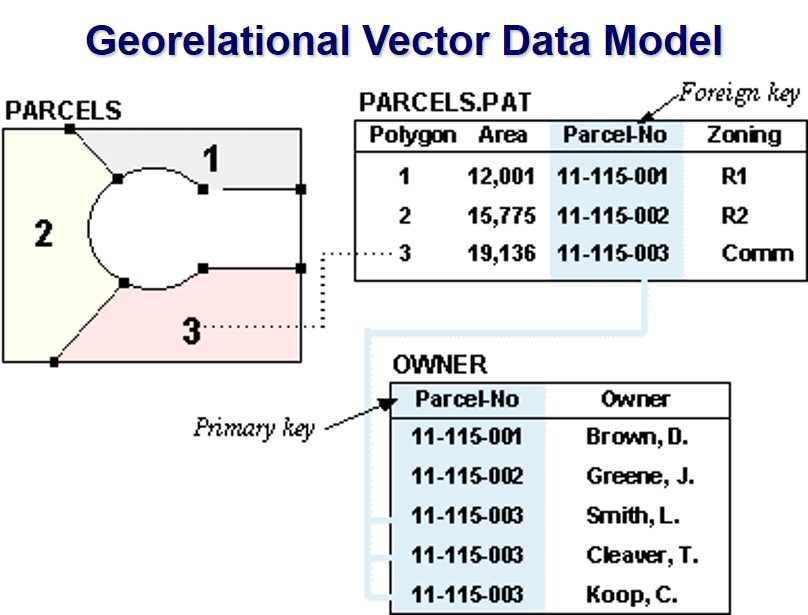 Georelational Vector Data Model
PARCELS
1
2
3
PARCELS.PAT
Foreign key
Polygon Area Parcel-No Zoning
1 12,001 11-115-001 R1
2 15,775 11-115-002 R2
3 19,136 11-115-003 Comm
OWNER
Primary key
Parcel-No Owner
11-115-001 Brown, D.
11-115-002 Greene, J.
11-115-003 Smith, L.
11-115-003 Cleaver, T.
11-115-003 Koop, C.